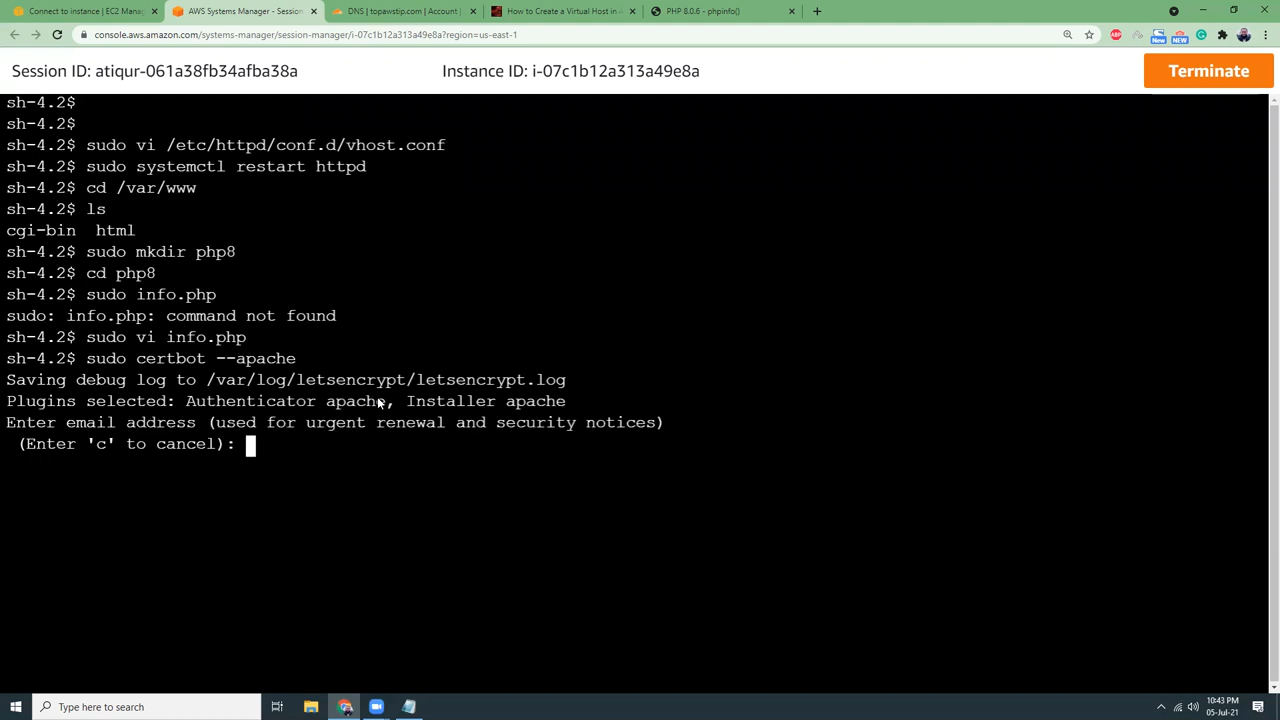 Connect to instance | EC2 Manag
AWS Systems Manager - Session
DNS | topawstip.com | Account |
How to Create a Virtual Host in A
PHP 8.0.6 - phpinfo()
console.aws.amazon.com/systems-manager/session-manager/i-07c1b12a313a49e8a?region=us-east-1
Session ID: atiqur-061a38fb34afba38a
Instance ID: i-07c1b12a313a49e8a
Terminate
sh-4.2$
sh-4.2$
sh-4.2$ sudo vi /etc/httpd/conf.d/vhost.conf
sh-4.2$ sudo systemctl restart httpd
sh-4.2$ cd /var/www
sh-4.2$ ls
cgi-bin  html
sh-4.2$ sudo mkdir php8
sh-4.2$ cd php8
sh-4.2$ sudo info.php
sudo: info.php: command not found
sh-4.2$ sudo vi info.php
sh-4.2$ sudo certbot --apache
Saving debug log to /var/log/letsencrypt/letsencrypt.log
Plugins selected: Authenticator apache, Installer apache
Enter email address (used for urgent renewal and security notices)
(Enter 'c' to cancel):
Type here to search
10:43 PM
05-Jul-21